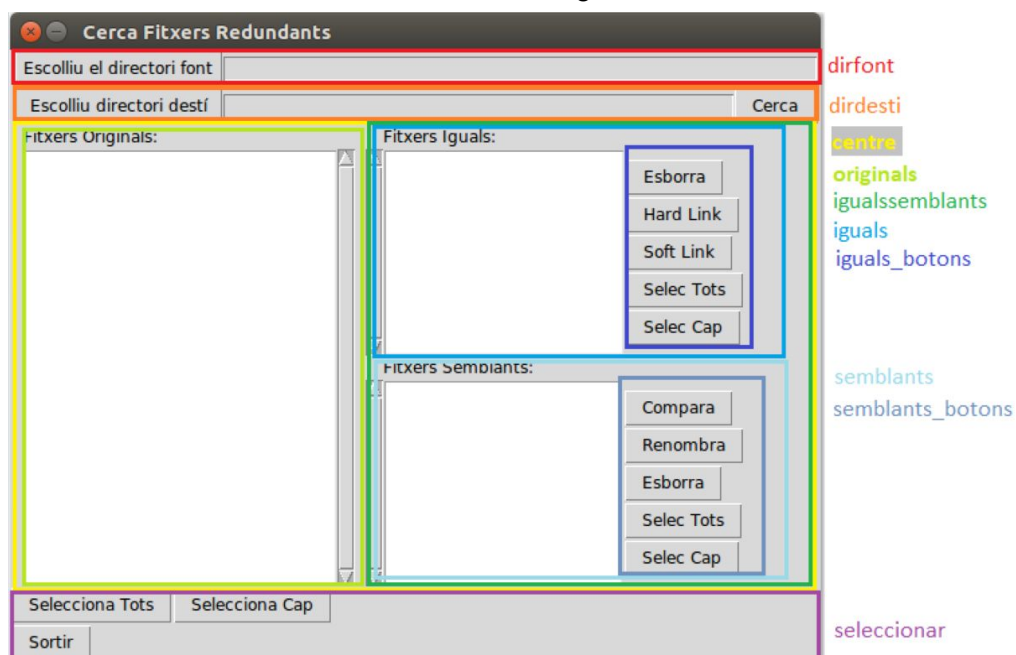 Cerca Fitxers Redundants
Escolliu el directori font
dirfont
Escolliu directori destí
Cerca
dirdesti
Fitxers Originals:
Fitxers Iguals:
centre
originals
igualssemblants
iguals
iguals_botons
Esborra
Hard Link
Soft Link
Selec Tots
Selec Cap
Fitxers Semblants:
semblants
semblants_botons
Compara
Renombra
Esborra
Selec Tots
Selec Cap
Selecciona Tots
Selecciona Cap
Sortir
seleccionar